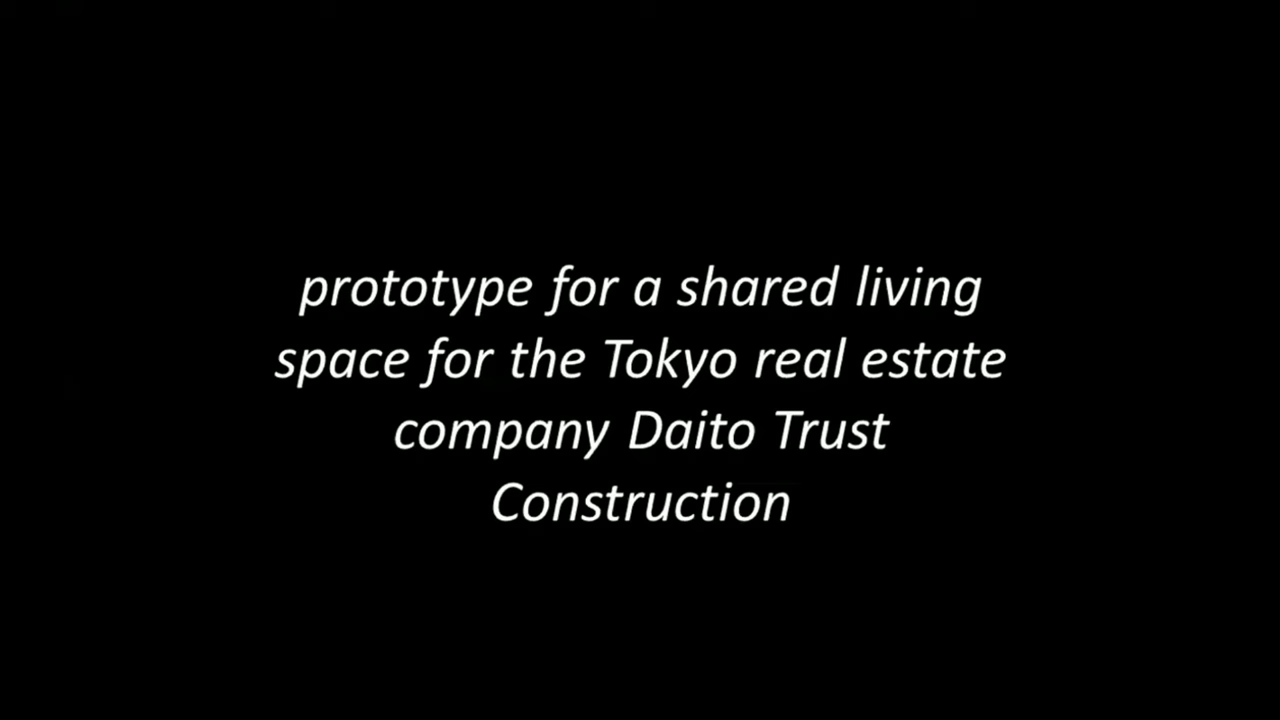 prototype for a shared living
space for the Tokyo real estate
company Daito Trust
Construction